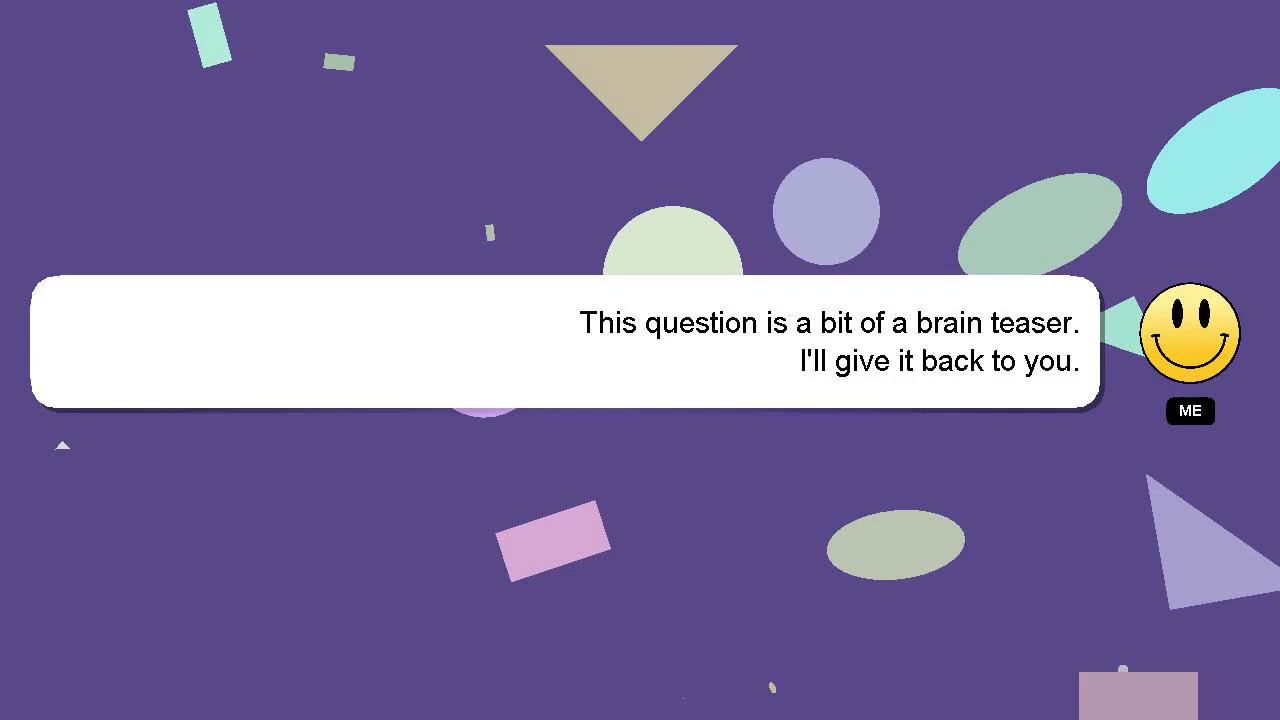 This question is a bit of a brain teaser.
I'll give it back to you.
ME